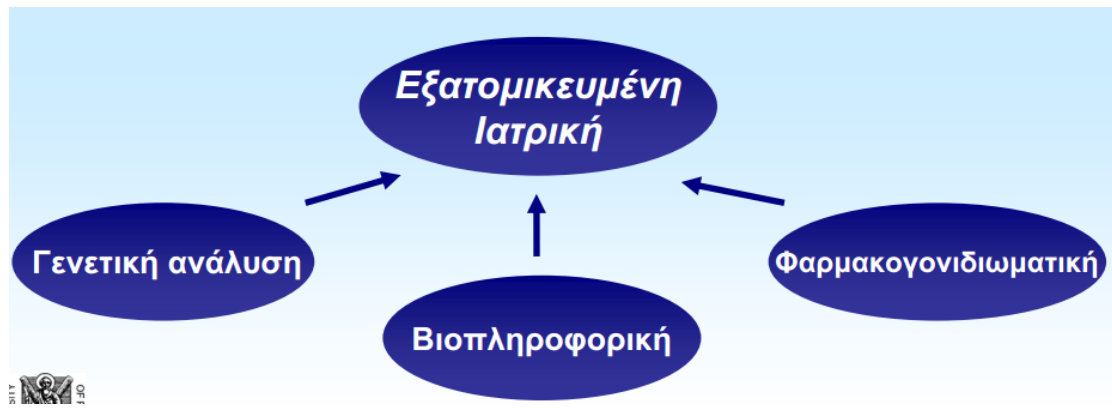 Εξατομικευμένη
Ιατρική
Γενετική ανάλυση
Φαρμακογονιδιωματική
Βιοπληροφορική